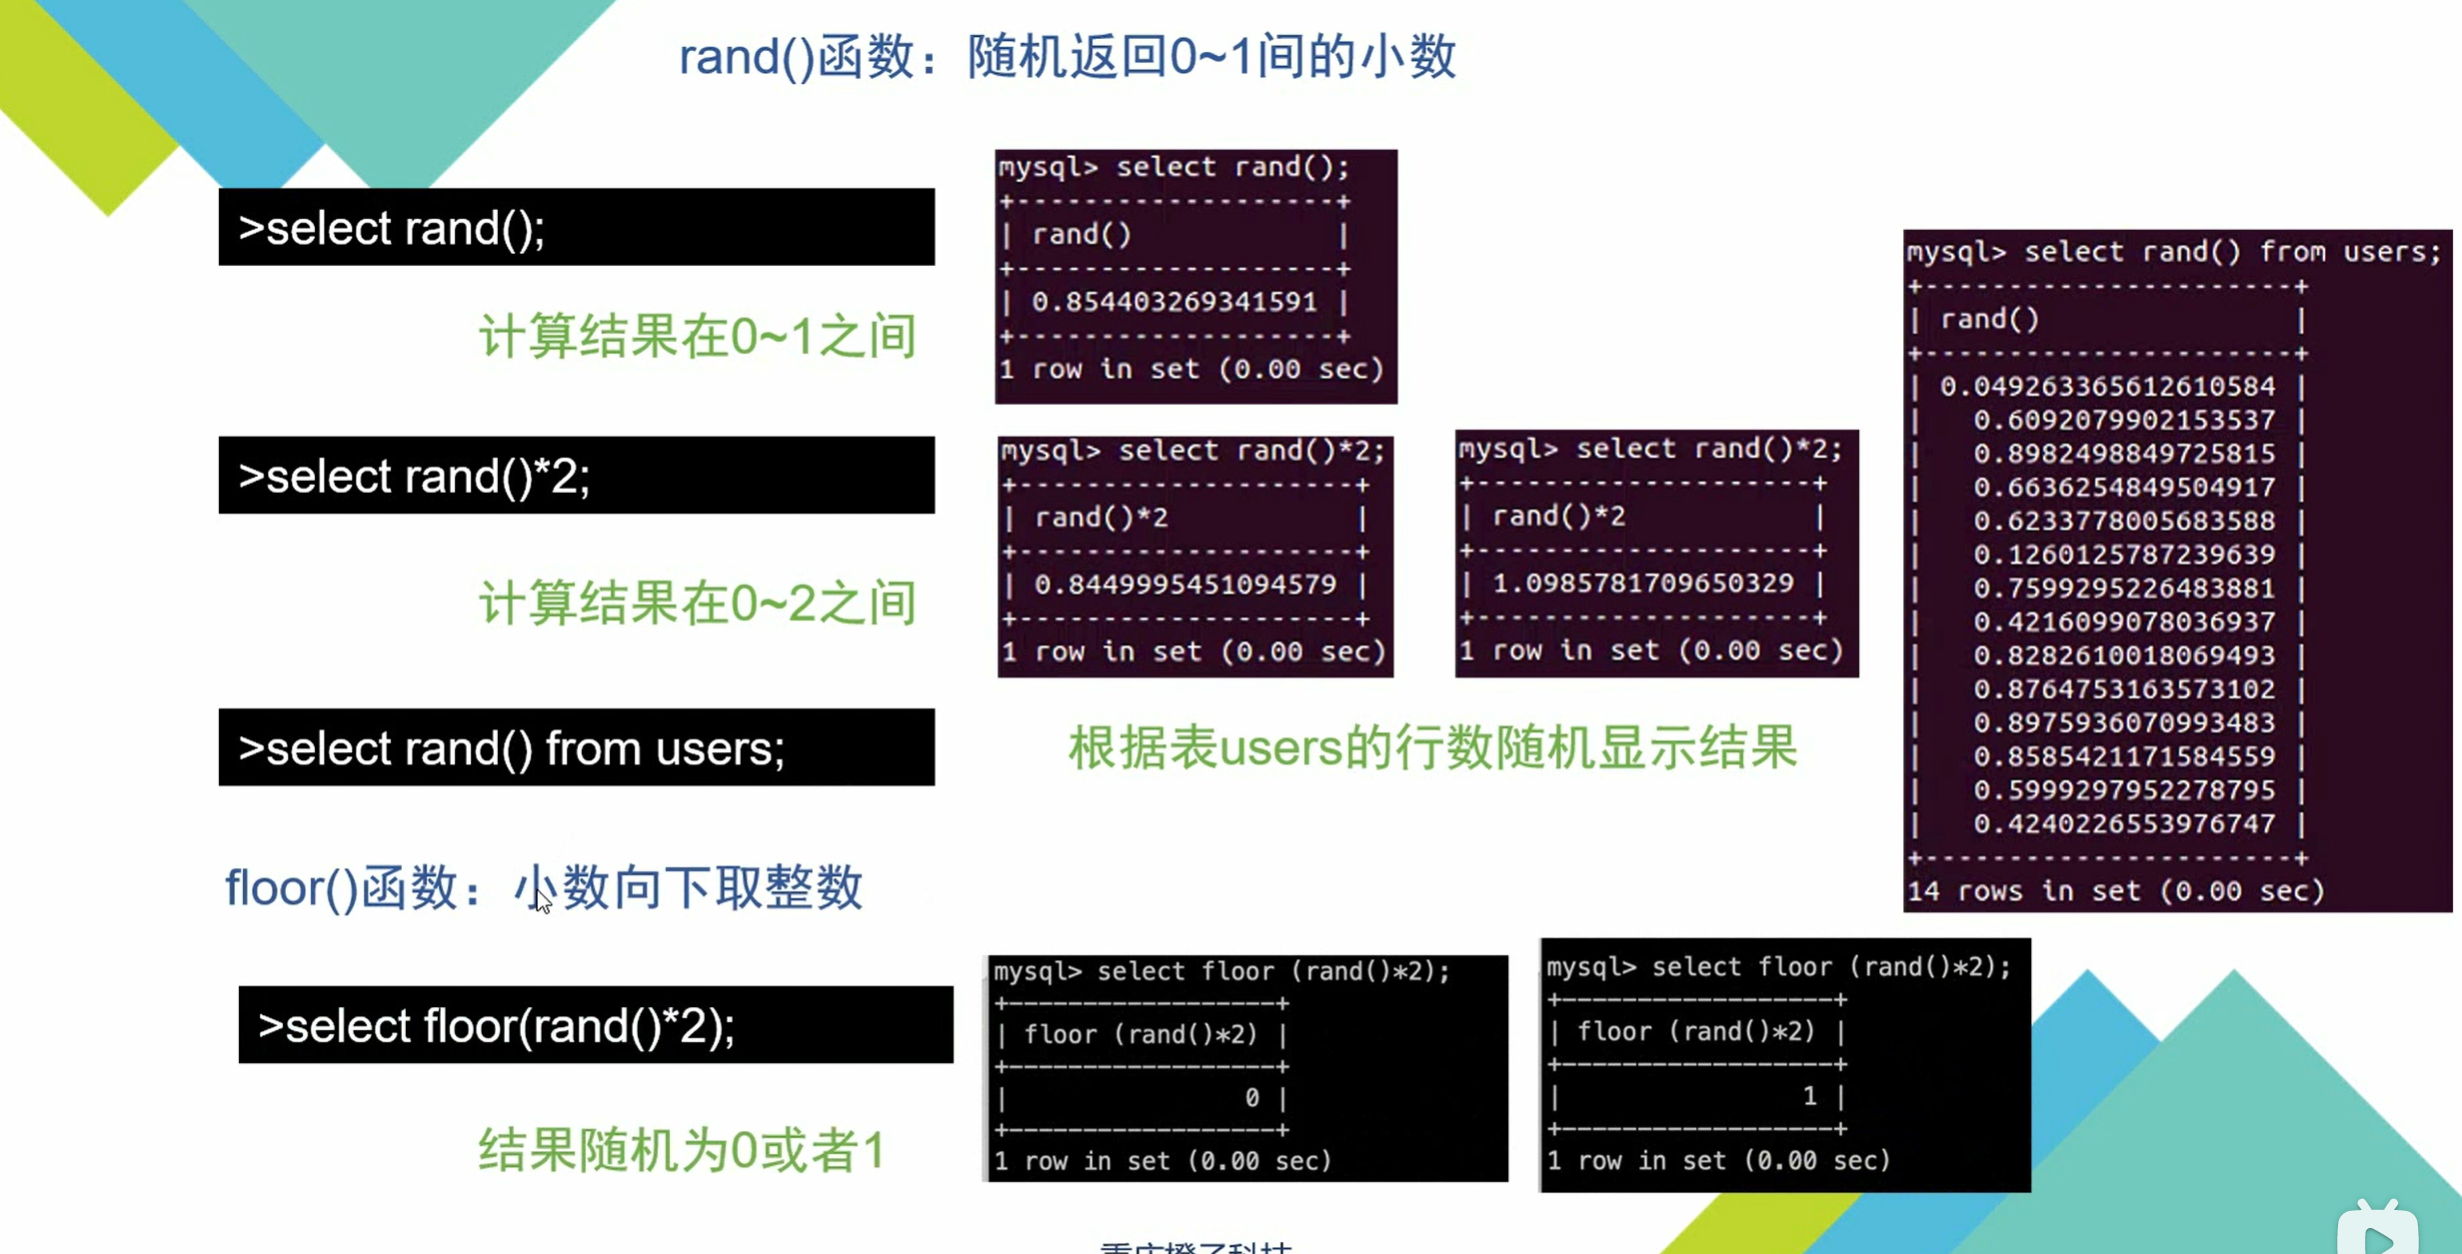 rand()函数：随机返回0~1间的小数
>select rand();
计算结果在0~1之间
mysql> select rand();
+-------------------+
| rand()            |
+-------------------+
| 0.854403269341591 |
+-------------------+
1 row in set (0.00 sec)
>select rand()*2;
计算结果在0~2之间
mysql> select rand()*2;
+--------------------+
| rand()*2           |
+--------------------+
| 0.8449995451094579 |
+--------------------+
1 row in set (0.00 sec)
mysql> select rand()*2;
+--------------------+
| rand()*2           |
+--------------------+
| 1.0985781709650329 |
+--------------------+
1 row in set (0.00 sec)
>select rand() from users;
根据表users的行数随机显示结果
mysql> select rand() from users;
+----------------------+
| rand()               |
+----------------------+
| 0.049263365612610584 |
|   0.6092079902153537 |
|   0.8982498849725815 |
|   0.6636254849504917 |
|   0.6233778005683588 |
|   0.1260125787239639 |
|   0.7599295226483881 |
|   0.4216099078036937 |
|   0.8282610018069493 |
|   0.8764753163573102 |
|   0.8975936070993483 |
|   0.8585421171584559 |
|   0.5999297952278795 |
|   0.4240226553976747 |
+----------------------+
14 rows in set (0.00 sec)
floor()函数：小数向下取整数
>select floor(rand()*2);
结果随机为0或者1
mysql> select floor (rand()*2);
+------------------+
| floor (rand()*2) |
+------------------+
|                0 |
+------------------+
1 row in set (0.00 sec)
mysql> select floor (rand()*2);
+------------------+
| floor (rand()*2) |
+------------------+
|                1 |
+------------------+
1 row in set (0.00 sec)